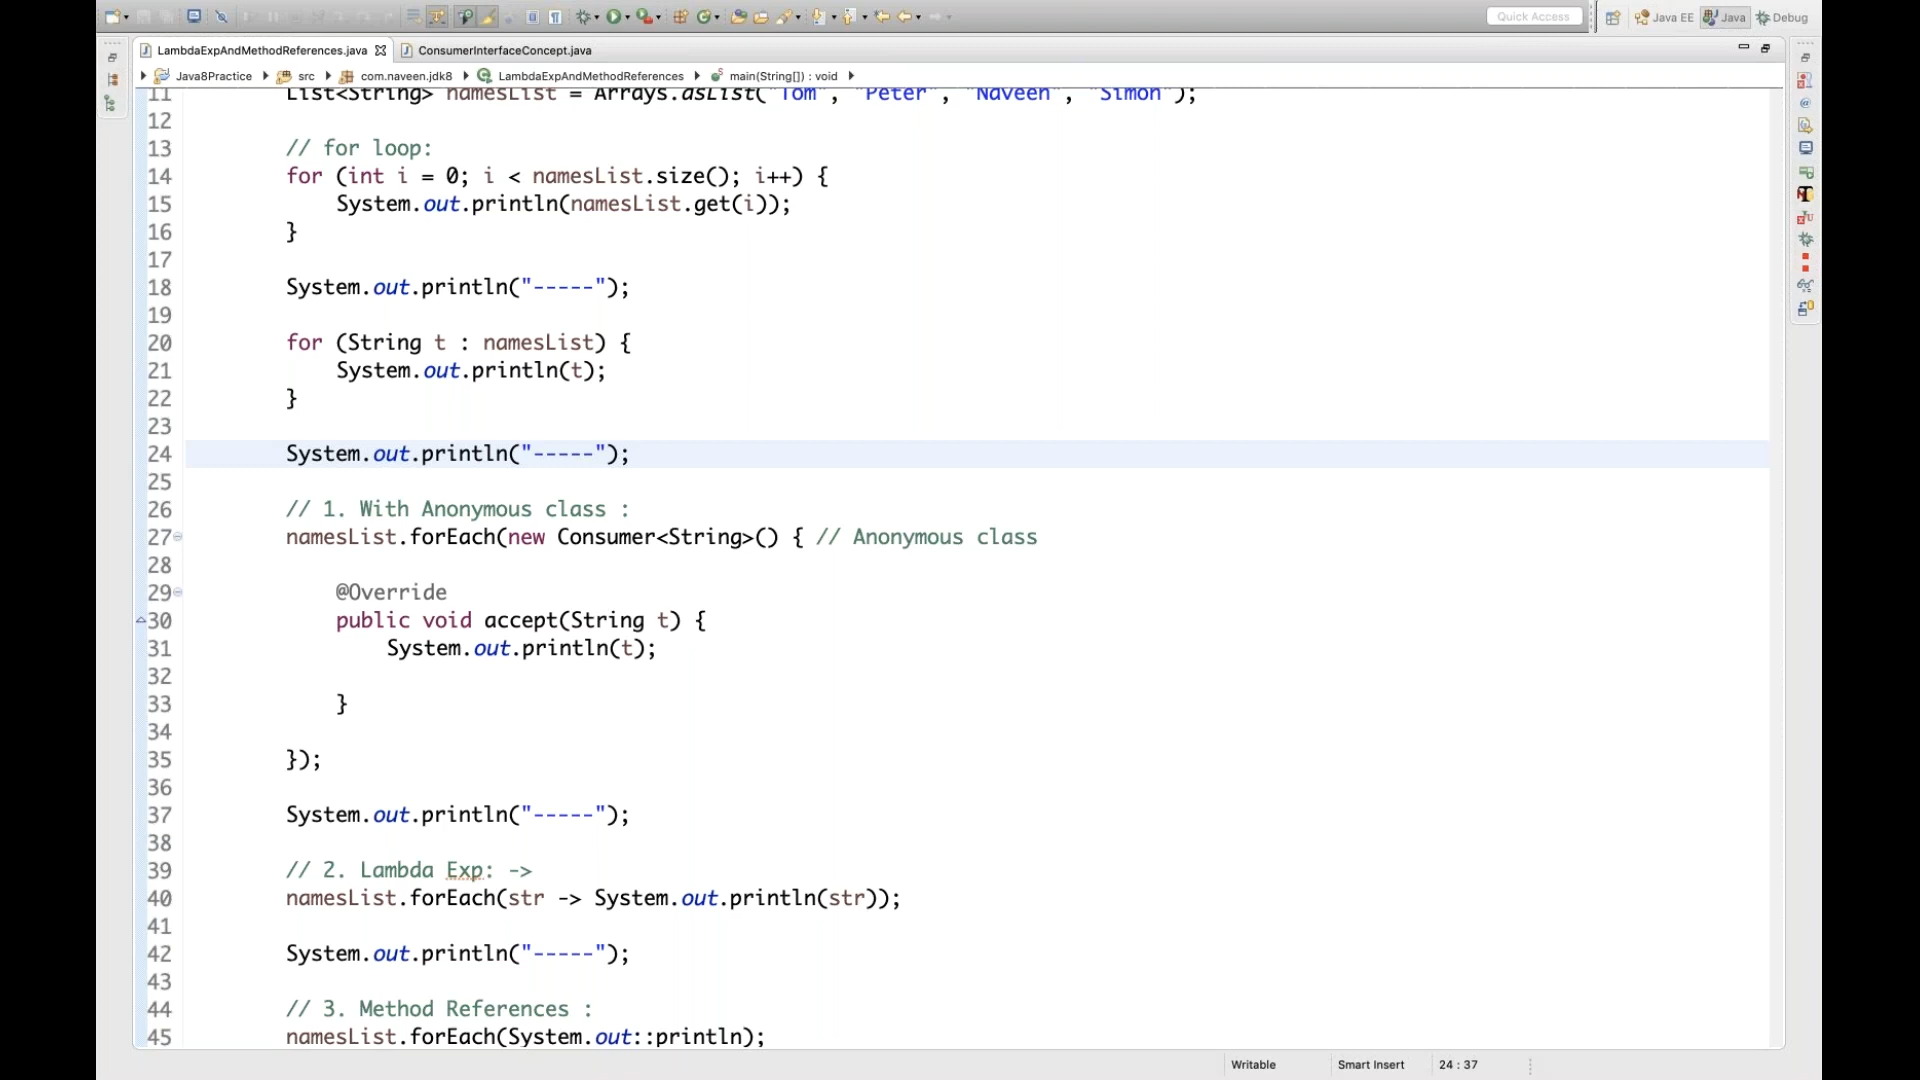 Quick Access
Java EE
Java
Debug
LambdaExpAndMethodReferences.java
ConsumerInterfaceConcept.java
Java8Practice
src
com.naveen.jdk8
LambdaExpAndMethodReferences
main(String[]) : void
11 List<String> namesList = Arrays.asList("Tom", "Peter", "Naveen", "Simon");
12
13 // for loop:
14 for (int i = 0; i < namesList.size(); i++) {
15 System.out.println(namesList.get(i));
16 }
17
18 System.out.println("-----");
19
20 for (String t : namesList) {
21 System.out.println(t);
22 }
23
24 System.out.println("-----");
25
26 // 1. With Anonymous class :
27 namesList.forEach(new Consumer<String>() { // Anonymous class
28
29 @Override
30 public void accept(String t) {
31 System.out.println(t);
32
33 }
34
35 });
36
37 System.out.println("-----");
38
39 // 2. Lambda Exp: ->
40 namesList.forEach(str -> System.out.println(str));
41
42 System.out.println("-----");
43
44 // 3. Method References :
45 namesList.forEach(System.out::println);
Writable
Smart Insert
24 : 37